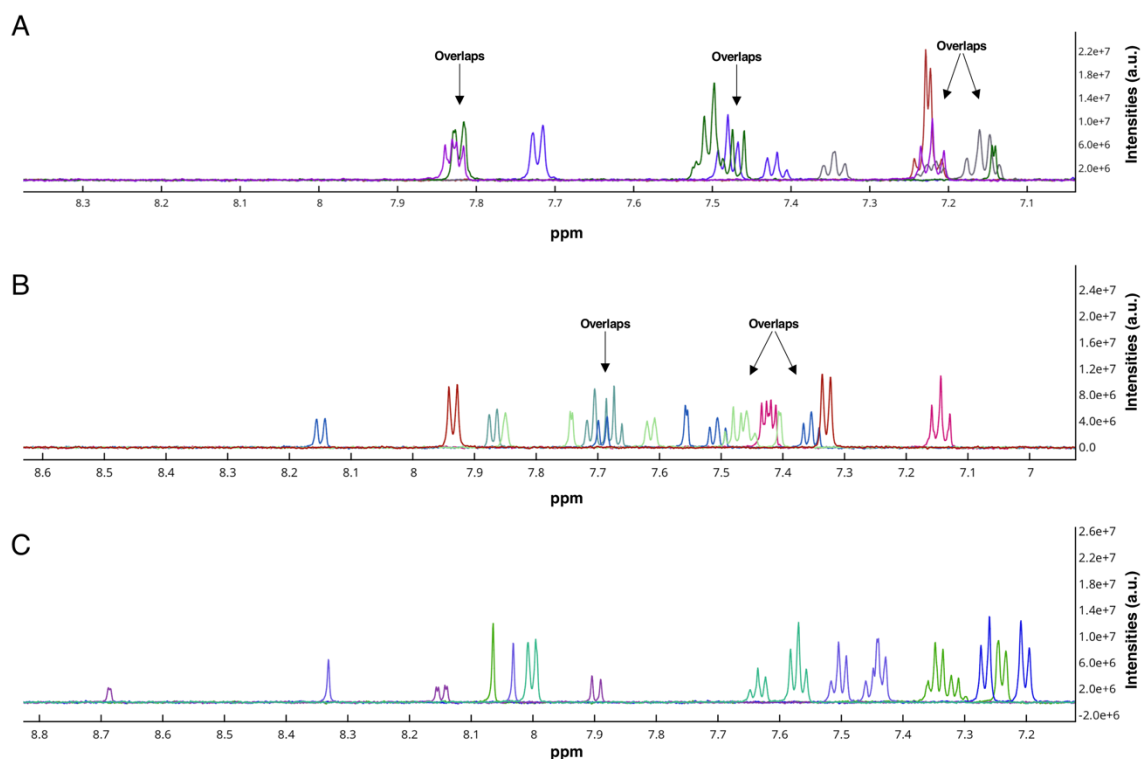 A
Overlaps
Overlaps
Overlaps
2.2e+7
1.8e+7
1.4e+7
1.0e+7
6.0e+6
2.0e+6
Intensities (a.u.)
8.3 8.2 8.1 8 7.9 7.8 7.7 7.6 7.5 7.4 7.3 7.2 7.1
ppm
B
Overlaps
Overlaps
2.4e+7
2.0e+7
1.6e+7
1.2e+7
8.0e+6
4.0e+6
0.0
Intensities (a.u.)
8.6 8.5 8.4 8.3 8.2 8.1 8 7.9 7.8 7.7 7.6 7.5 7.4 7.3 7.2 7.1 7
ppm
C
2.6e+7
2.2e+7
1.8e+7
1.4e+7
1.0e+7
6.0e+6
2.0e+6
-2.0e+6
Intensities (a.u.)
8.8 8.7 8.6 8.5 8.4 8.3 8.2 8.1 8 7.9 7.8 7.7 7.6 7.5 7.4 7.3 7.2
ppm